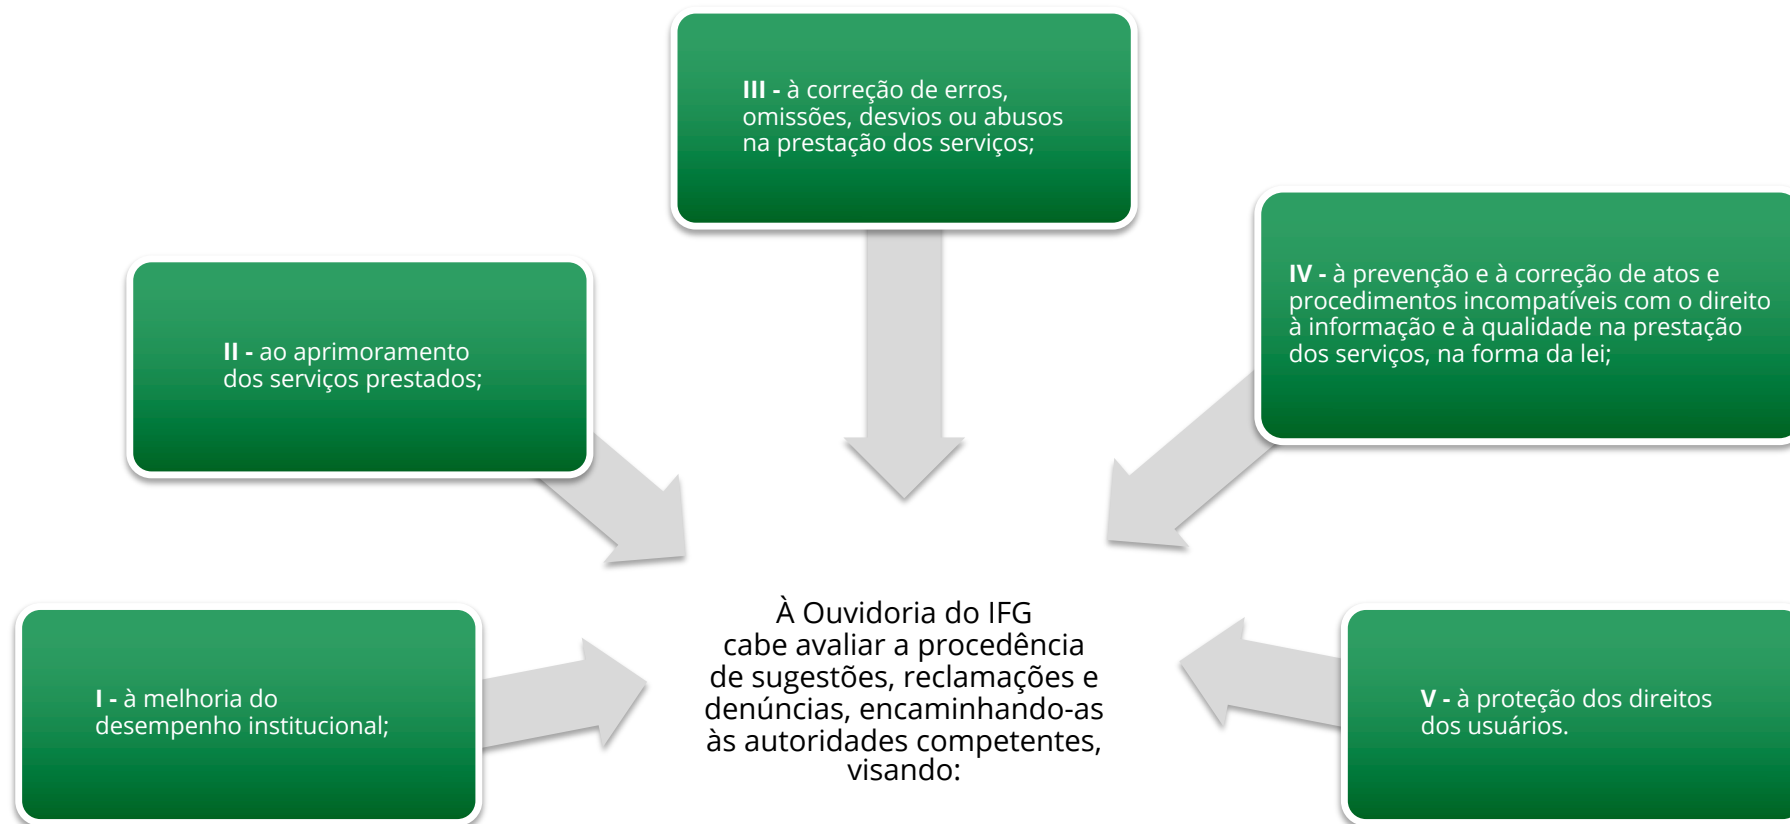 III - à correção de erros,
omissões, desvios ou abusos
na prestação dos serviços;
IV - à prevenção e à correção de atos e
procedimentos incompatíveis com o direito
à informação e à qualidade na prestação
dos serviços, na forma da lei;
II - ao aprimoramento
dos serviços prestados;
À Ouvidoria do IFG
cabe avaliar a procedência
de sugestões, reclamações e
denúncias, encaminhando-as
às autoridades competentes,
visando:
I - à melhoria do
desempenho institucional;
V - à proteção dos direitos
dos usuários.